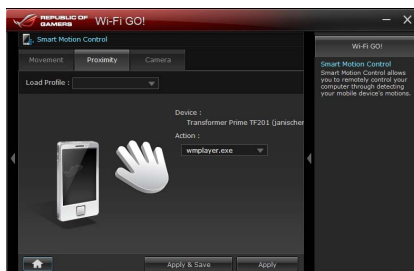 REPUBLIC OF
GAMERS
Wi-Fi GO!
Smart Motion Control
Movement
Proximity
Camera
Load Profile :
Device :
Transformer Prime TF201 (janischer
Action :
wmplayer.exe
Apply & Save
Apply
Wi-Fi GO!
Smart Motion Control
Smart Motion Control allows
you to remotely control your
computer through detecting
your mobile device's motions.